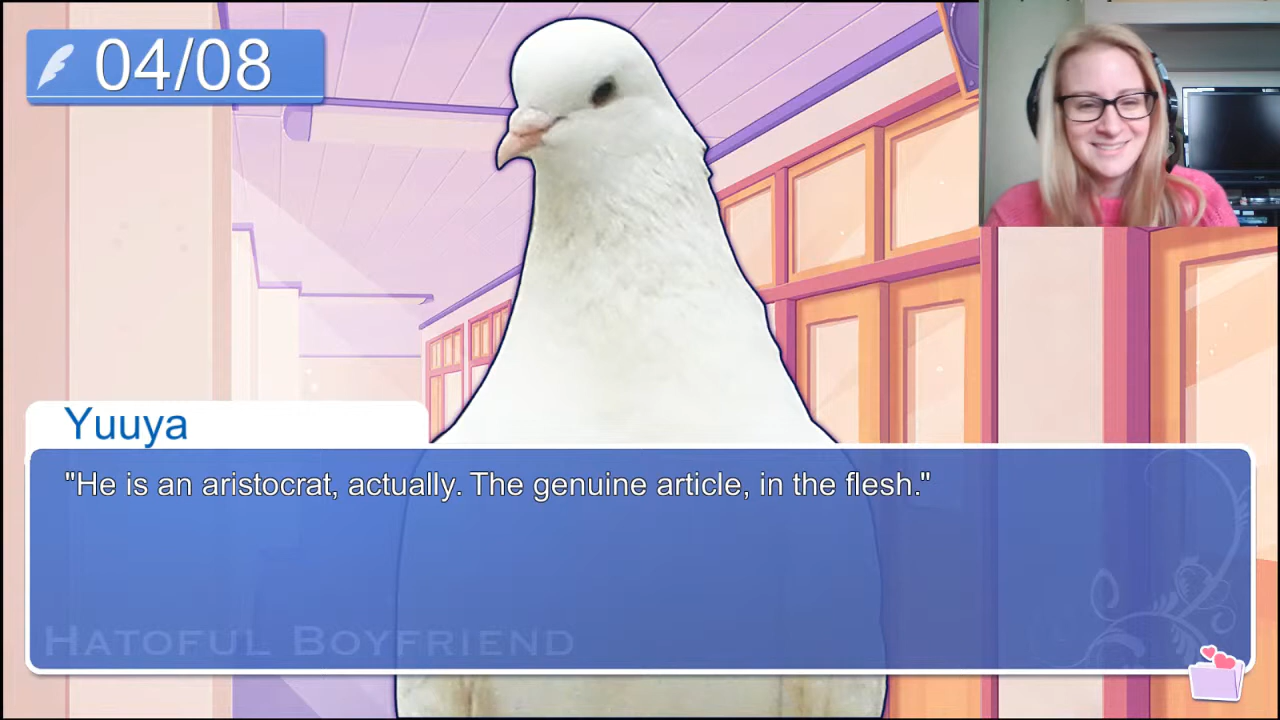 04/08
Yuuya
"He is an aristocrat, actually. The genuine article, in the flesh."
HATOFUL BOYFRIEND